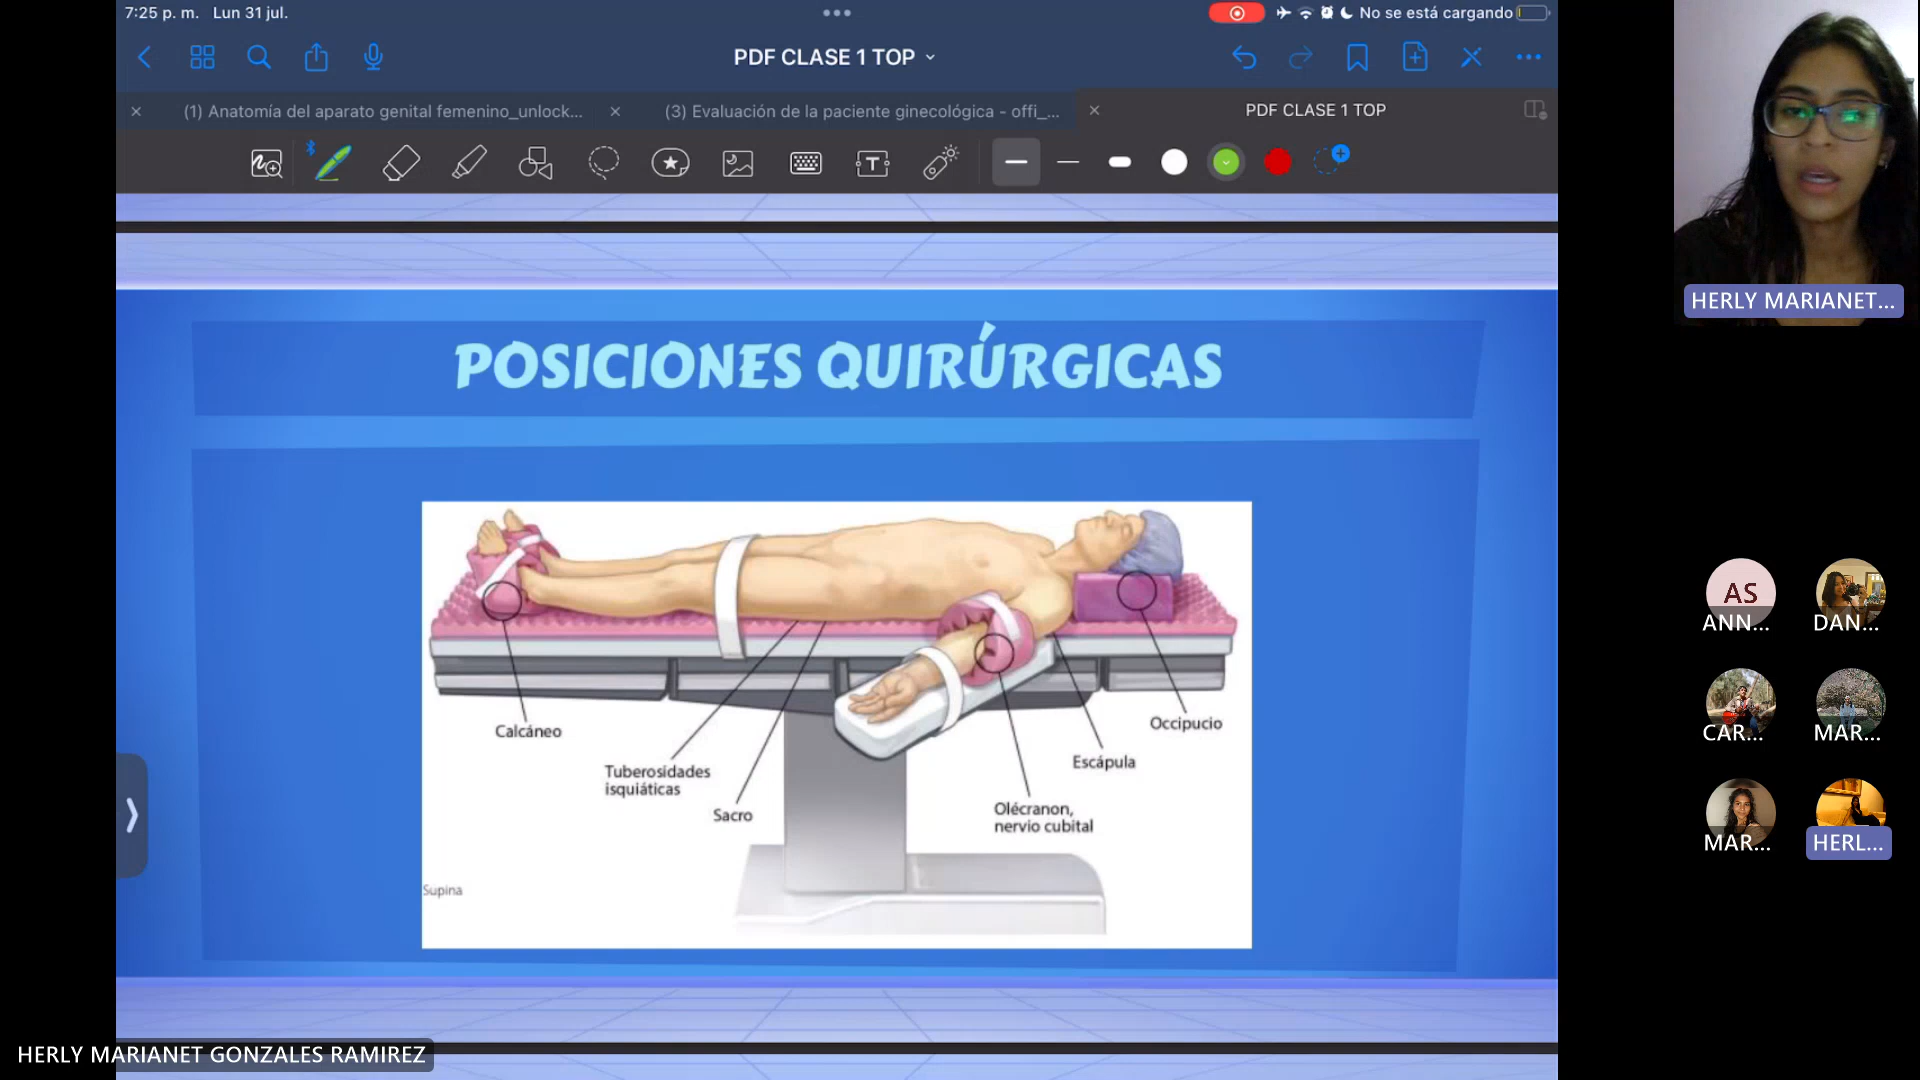 7:25 p. m. Lun 31 jul.
No se está cargando
PDF CLASE 1 TOP
(1) Anatomía del aparato genital femenino_unlock...
(3) Evaluación de la paciente ginecológica - offi_...
PDF CLASE 1 TOP
T
HERLY MARIANET...
POSICIONES QUIRÚRGICAS
Calcáneo
Tuberosidades
isquiáticas
Sacro
Olécranon,
nervio cubital
Escápula
Occipucio
Supina
AS
ANN...
DAN...
CAR...
MAR...
MAR...
HERL...
HERLY MARIANET GONZALES RAMIREZ